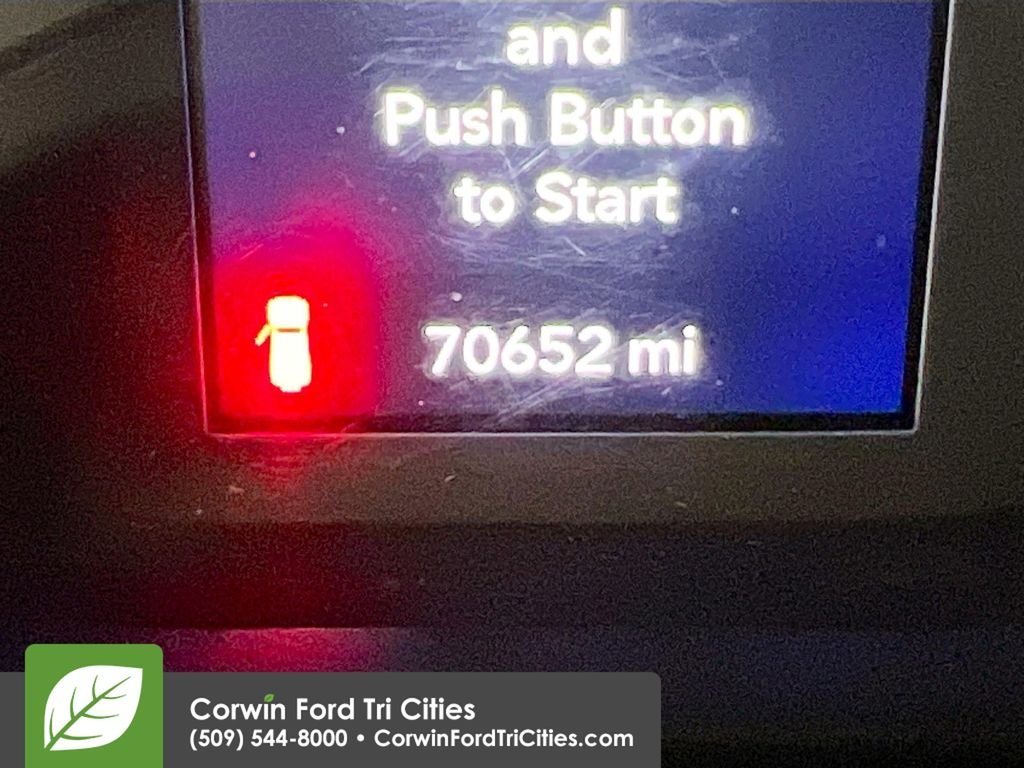 and
Push Button
to Start
70652 mi
Corwin Ford Tri Cities
(509) 544-8000 • CorwinFordTriCities.com